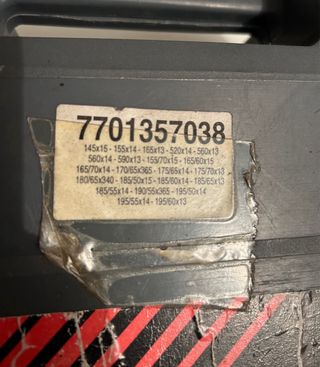 7701357038
145x15 - 155x14 - 165x13 - 520x14 - 560x13
560x14 - 590x13 - 155/70x15 - 165/60x15
165/70x14 - 170/65x365 - 175/65x14 - 175/70x13
180/65x340 - 185/50x15 - 185/60x14 - 185/65x13
185/55x14 - 190/55x365 - 195/50x14
195/55x14 - 195/60x13